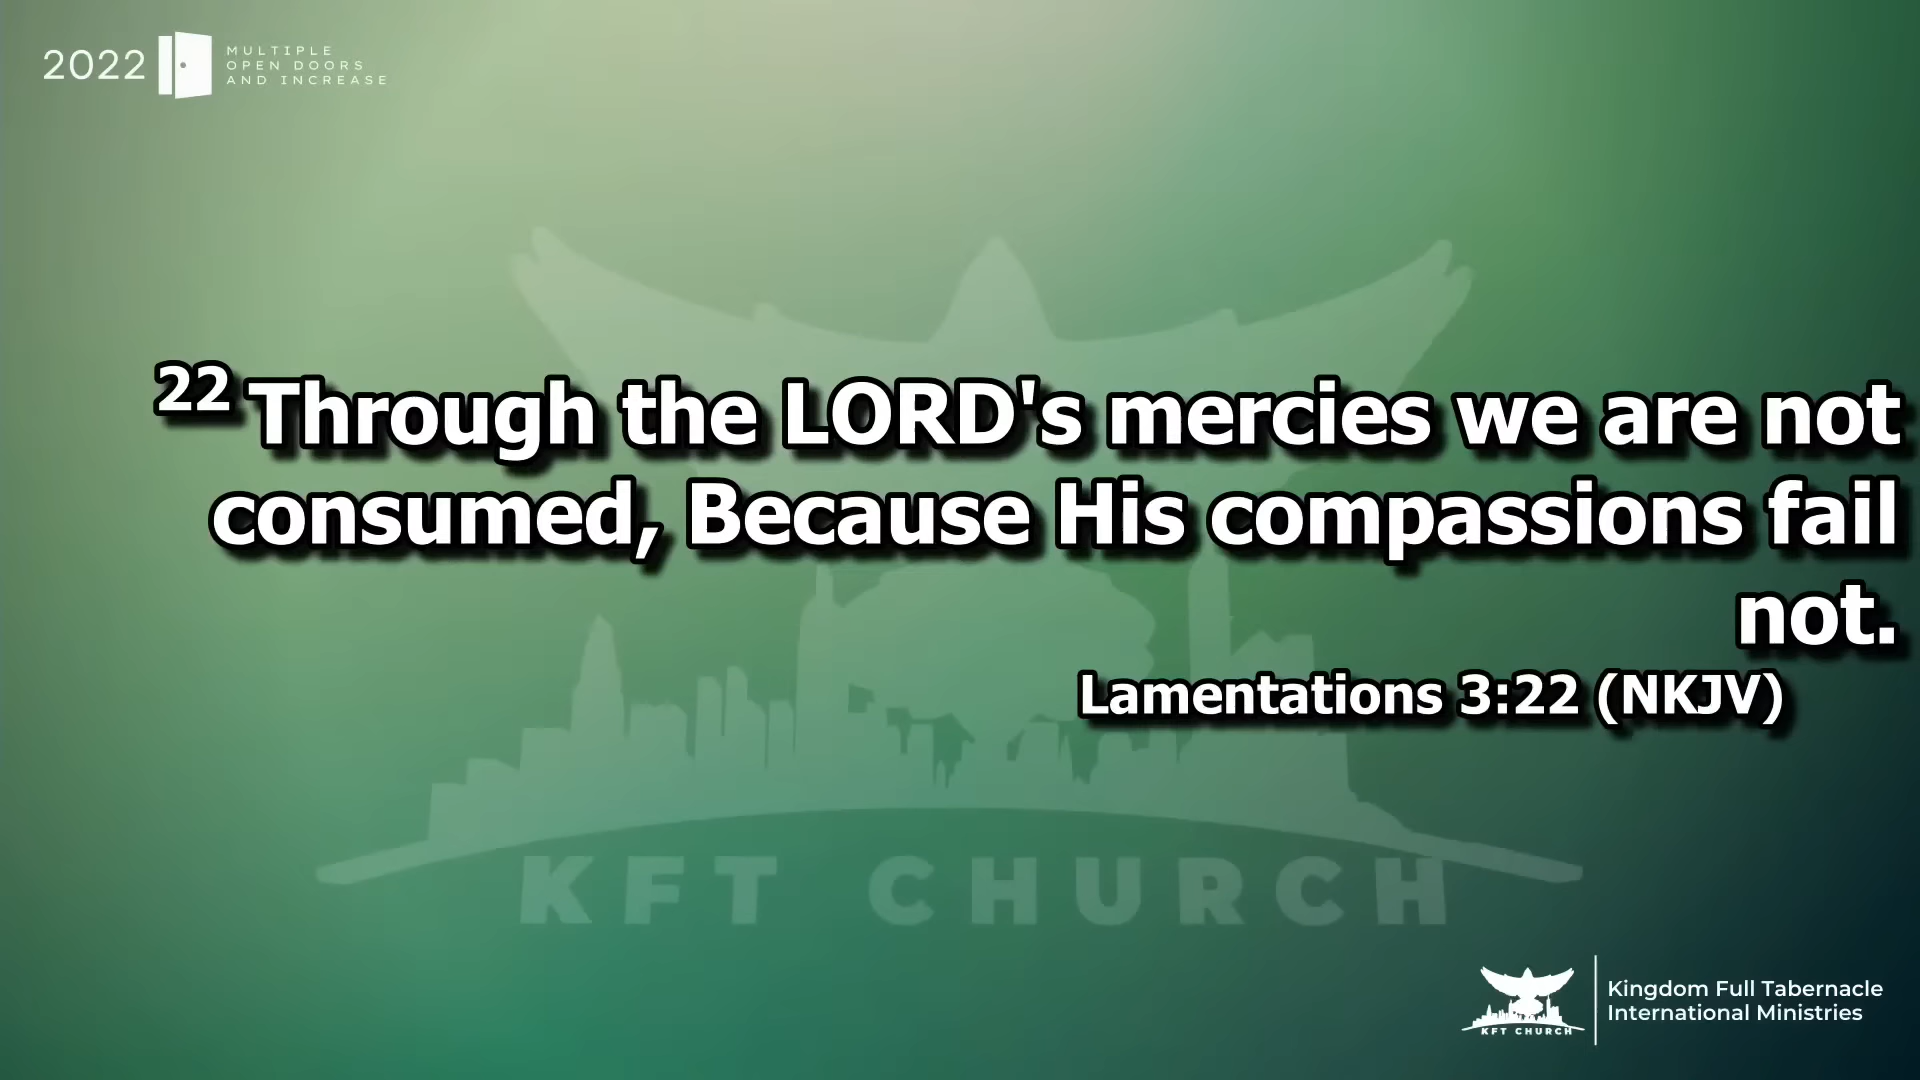 2022
MULTIPLE
OPEN DOORS
AND INCREASE
22 Through the LORD's mercies we are not
consumed, Because His compassions fail
not.
Lamentations 3:22 (NKJV)
KFT CHURCH
KFT CHURCH
Kingdom Full Tabernacle
International Ministries